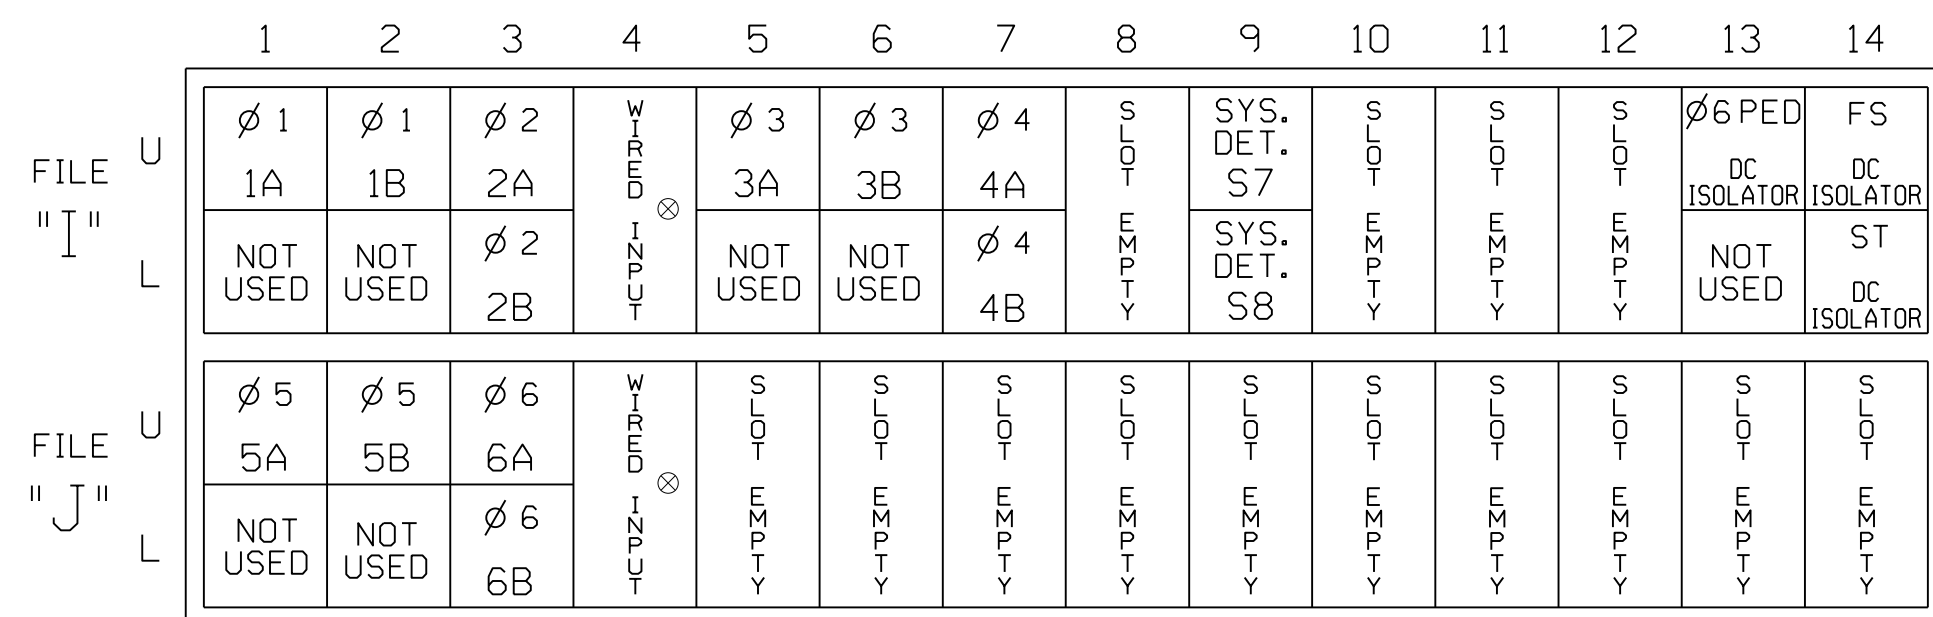 1 2 3 4 5 6 7 8 9 10 11 12 13 14
FILE "I"
U
Ø 1 1A
Ø 1 1B
Ø 2 2A
WIRED INPUT
Ø 3 3A
Ø 3 3B
Ø 4 4A
SLOT EMPTY
SYS. DET. S7
SLOT EMPTY
SLOT EMPTY
SLOT EMPTY
Ø6 PED DC ISOLATOR
FS DC ISOLATOR
L
NOT USED
NOT USED
Ø 2 2B
NOT USED
NOT USED
Ø 4 4B
SYS. DET. S8
NOT USED
ST DC ISOLATOR
FILE "J"
U
Ø 5 5A
Ø 5 5B
Ø 6 6A
WIRED INPUT
SLOT EMPTY
SLOT EMPTY
SLOT EMPTY
SLOT EMPTY
SLOT EMPTY
SLOT EMPTY
SLOT EMPTY
SLOT EMPTY
SLOT EMPTY
SLOT EMPTY
L
NOT USED
NOT USED
Ø 6 6B